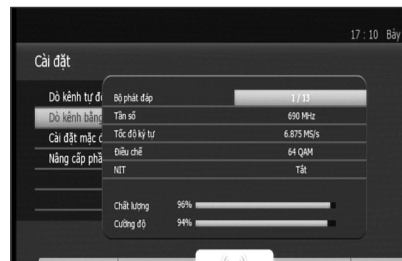 17 : 10 Bảy
Cài đặt
Dò kênh tự đ
Dò kênh bằng
Cài đặt mặc đ
Nâng cấp phầ
Bộ phát đáp 1 / 13
Tần số 690 MHz
Tốc độ ký tự 6.875 MS/s
Điều chế 64 QAM
NIT Tắt
Chất lượng 96%
Cường độ 94%